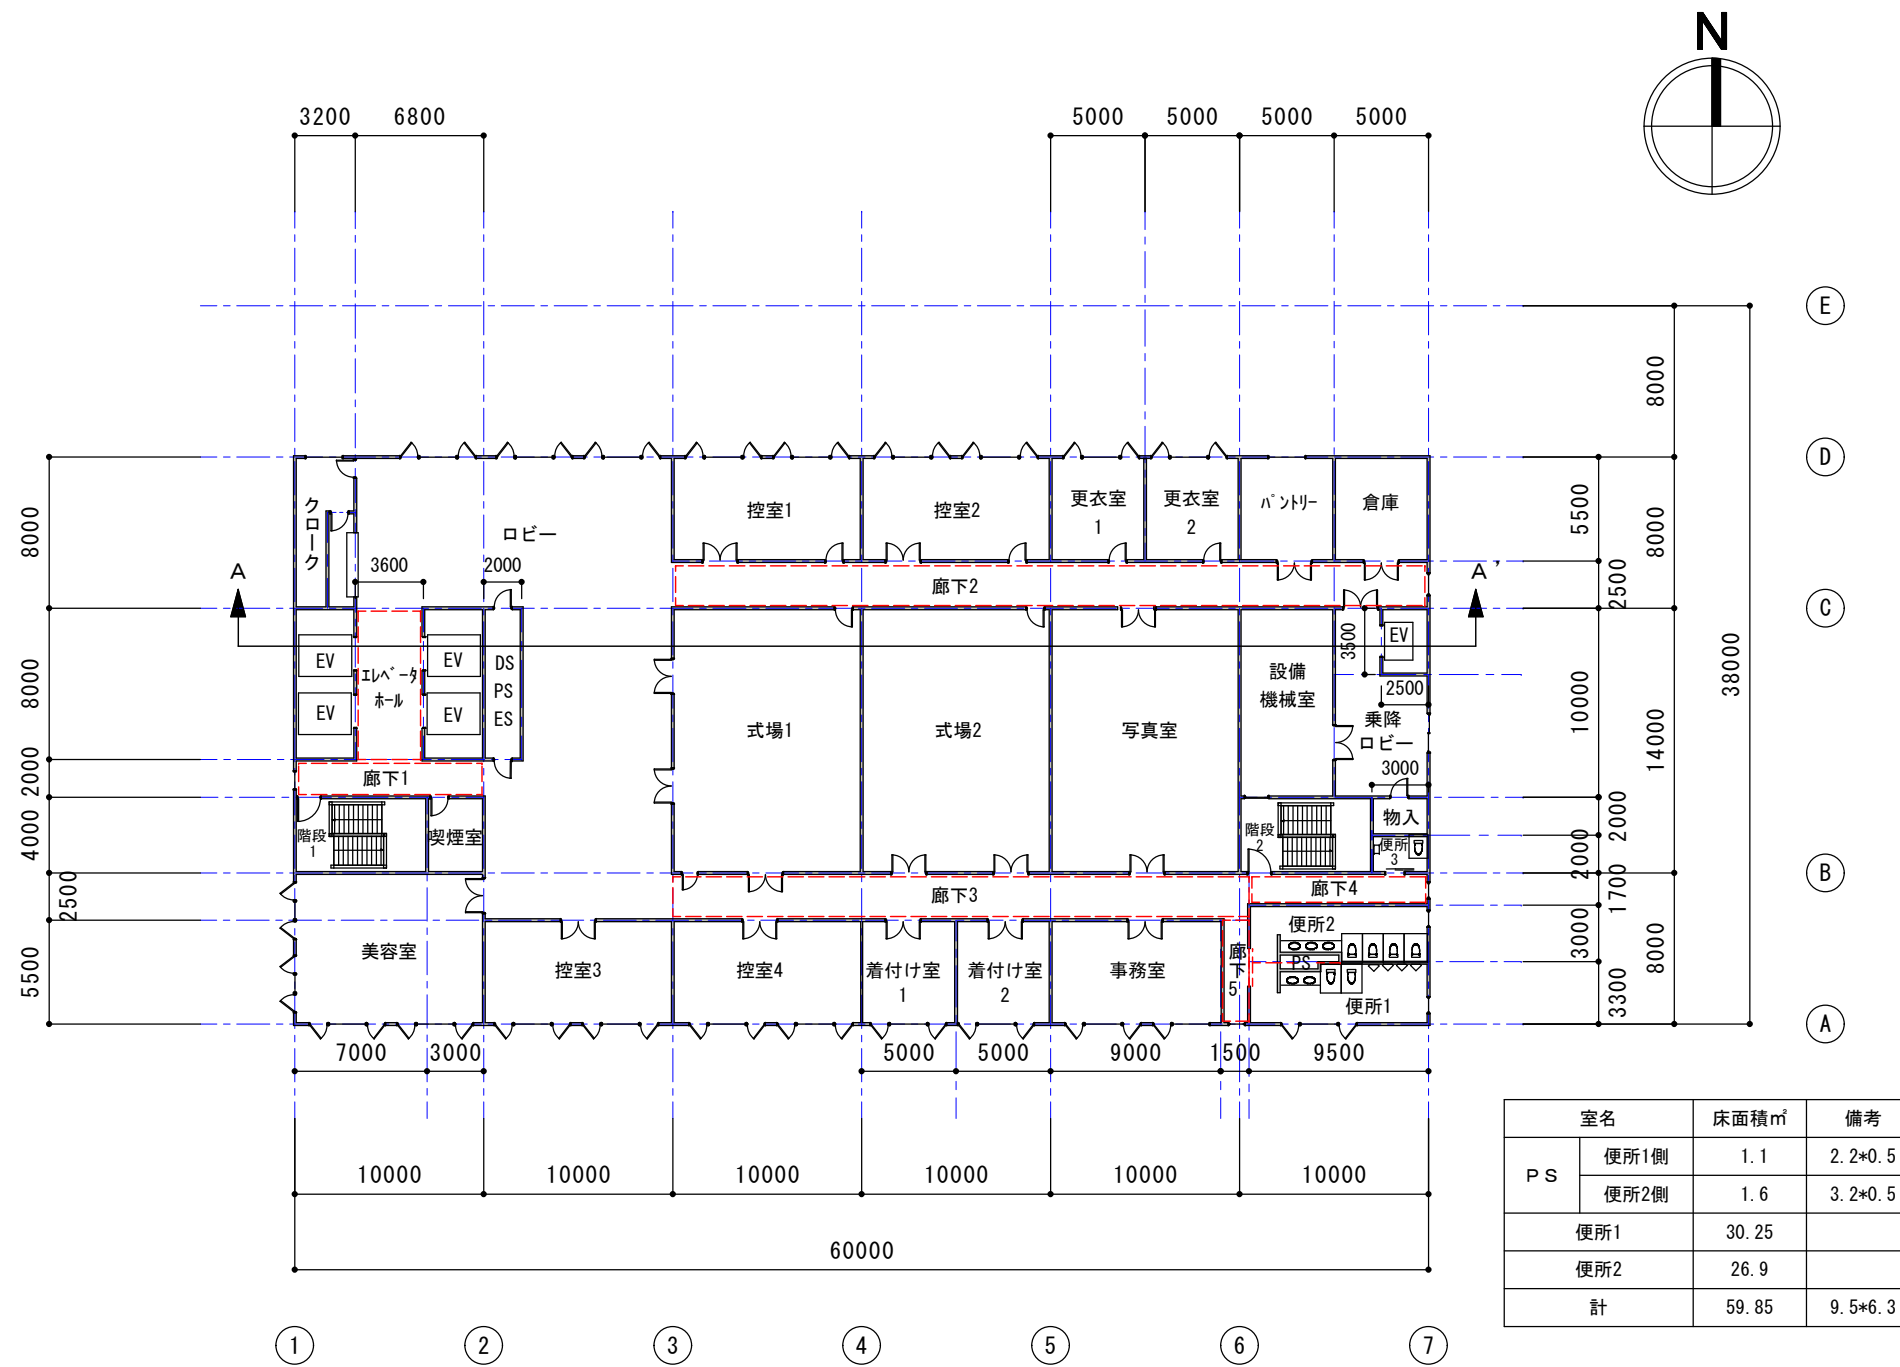 N
3200
6800
5000
5000
5000
5000
E
8000
D
クローク
ロビー
控室1
控室2
更衣室
1
更衣室
2
パントリー
倉庫
5500
8000
8000
3600
2000
A
A'
廊下2
2500
C
EV
EV
EV
EV
エレベータ
ホール
DS
PS
ES
8000
式場1
式場2
写真室
設備
機械室
3500
EV
2500
乗降
ロビー
3000
10000
14000
38000
廊下1
2000
階段
1
喫煙室
4000
階段
2
物入
便所
3
2000
2000
B
2500
廊下3
廊下4
1700
美容室
控室3
控室4
着付け室
1
着付け室
2
事務室
廊下5
便所2
PS
便所1
5500
3000
3300
8000
A
7000
3000
5000
5000
9000
1500
9500
10000
10000
10000
10000
10000
10000
60000
1
2
3
4
5
6
7
室名 床面積㎡ 備考
PS 便所1側 1.1 2.2*0.5
便所2側 1.6 3.2*0.5
便所1 30.25
便所2 26.9
計 59.85 9.5*6.3